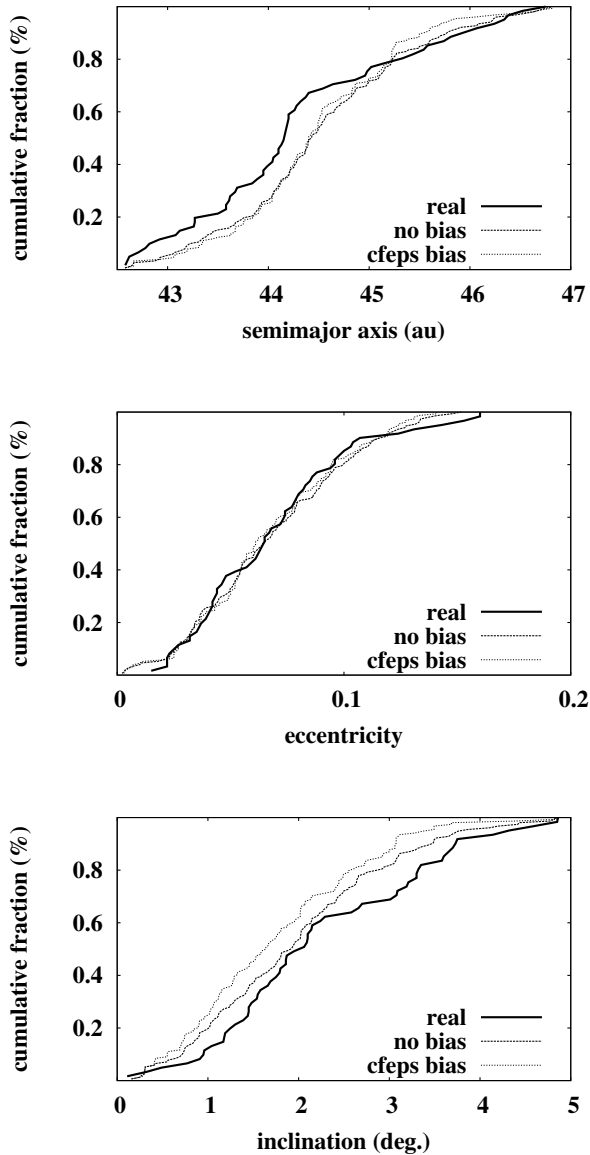 cumulative fraction (%)
0.8
0.6
0.4
0.2
real
no bias
cfeps bias
43 44 45 46 47
semimajor axis (au)
cumulative fraction (%)
0.8
0.6
0.4
0.2
real
no bias
cfeps bias
0 0.1 0.2
eccentricity
cumulative fraction (%)
0.8
0.6
0.4
0.2
real
no bias
cfeps bias
0 1 2 3 4 5
inclination (deg.)